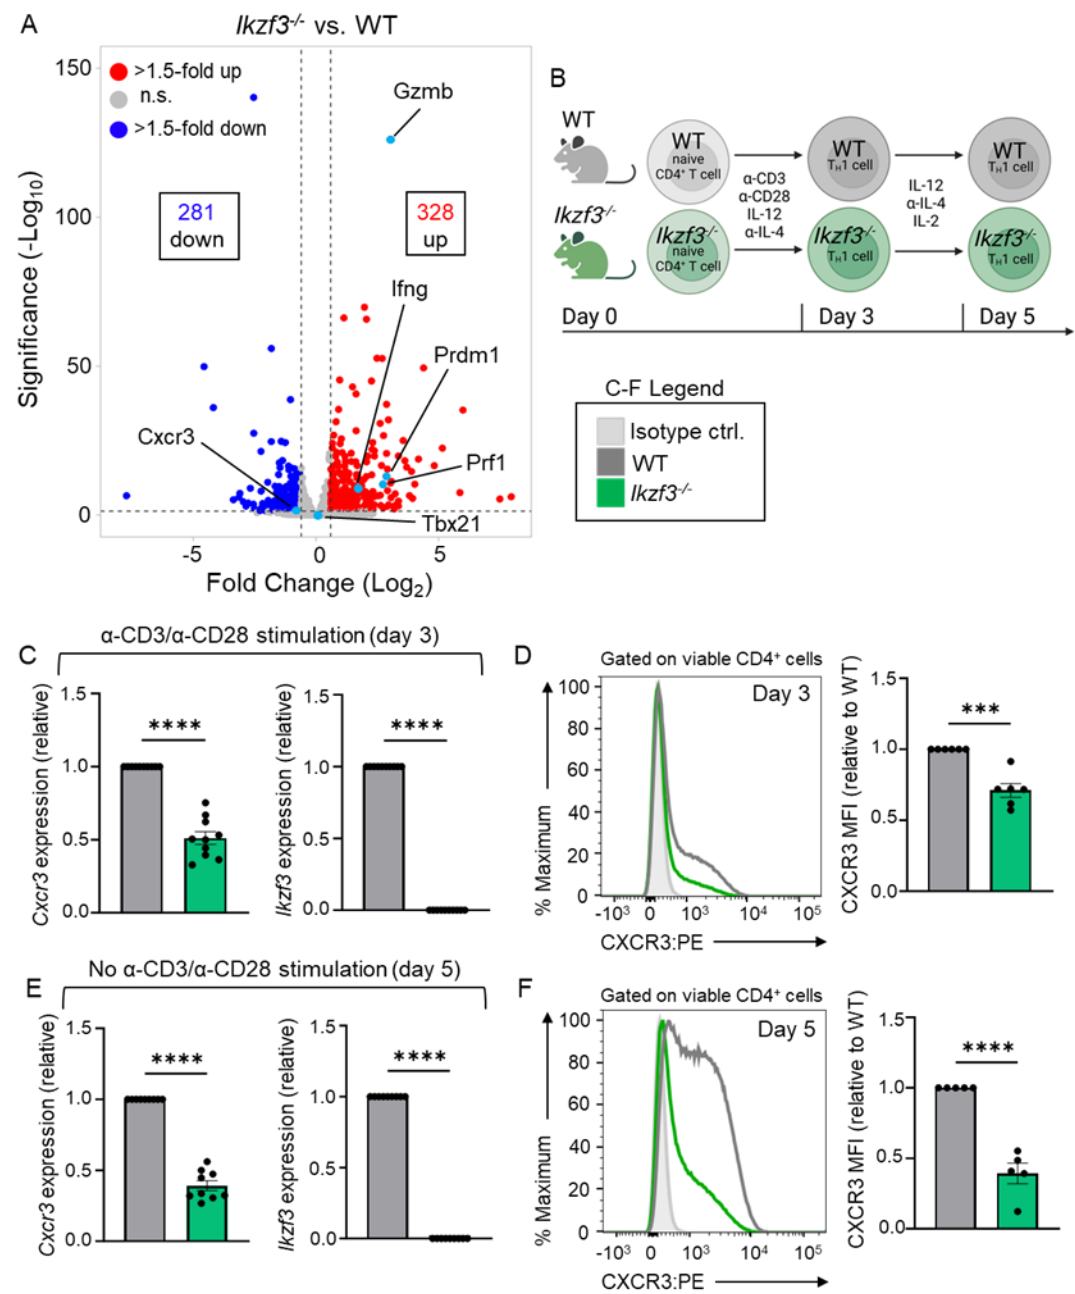 A
Ikzf3-/- vs. WT
Significance (-Log10)
150
100
50
0
>1.5-fold up
n.s.
>1.5-fold down
281
down
328
up
Gzmb
Ifng
Prdm1
Cxcr3
Prf1
Tbx21
-5
0
5
Fold Change (Log2)
B
WT
Ikzf3-/-
WT
naive
CD4+ T cell
α-CD3
α-CD28
IL-12
α-IL-4
WT
TH1 cell
IL-12
α-IL-4
IL-2
WT
TH1 cell
Ikzf3-/-
naive
CD4+ T cell
Ikzf3-/-
TH1 cell
Ikzf3-/-
TH1 cell
Day 0
Day 3
Day 5
C-F Legend
Isotype ctrl.
WT
Ikzf3-/-
C
α-CD3/α-CD28 stimulation (day 3)
Cxcr3 expression (relative)
1.5
1.0
0.5
0.0
****
Ikzf3 expression (relative)
1.5
1.0
0.5
0.0
****
D
Gated on viable CD4+ cells
Day 3
% Maximum
100
80
60
40
20
0
-10³
0
10³
10⁴
10⁵
CXCR3:PE
CXCR3 MFI (relative to WT)
1.5
1.0
0.5
0.0
***
E
No α-CD3/α-CD28 stimulation (day 5)
Cxcr3 expression (relative)
1.5
1.0
0.5
0.0
****
Ikzf3 expression (relative)
1.5
1.0
0.5
0.0
****
F
Gated on viable CD4+ cells
Day 5
% Maximum
100
80
60
40
20
0
-10³
0
10³
10⁴
10⁵
CXCR3:PE
CXCR3 MFI (relative to WT)
1.5
1.0
0.5
0.0
****